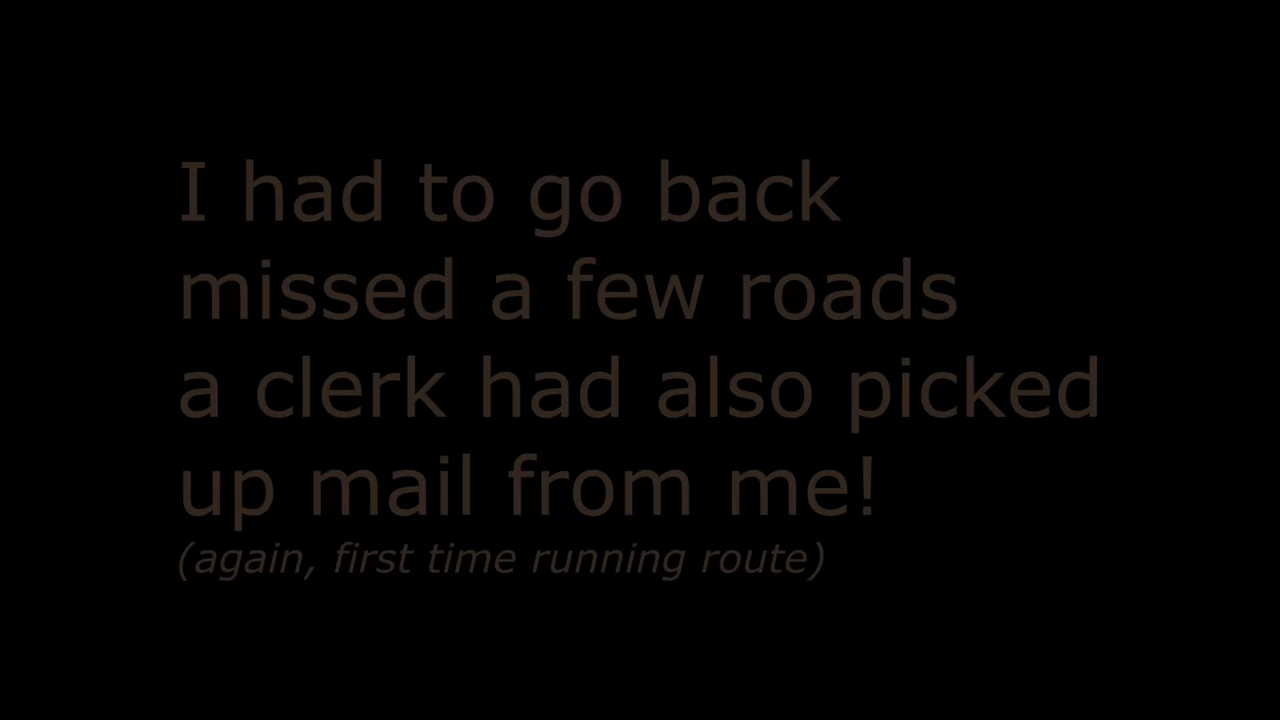 I had to go back
missed a few roads
a clerk had also picked
up mail from me!
(again, first time running route)